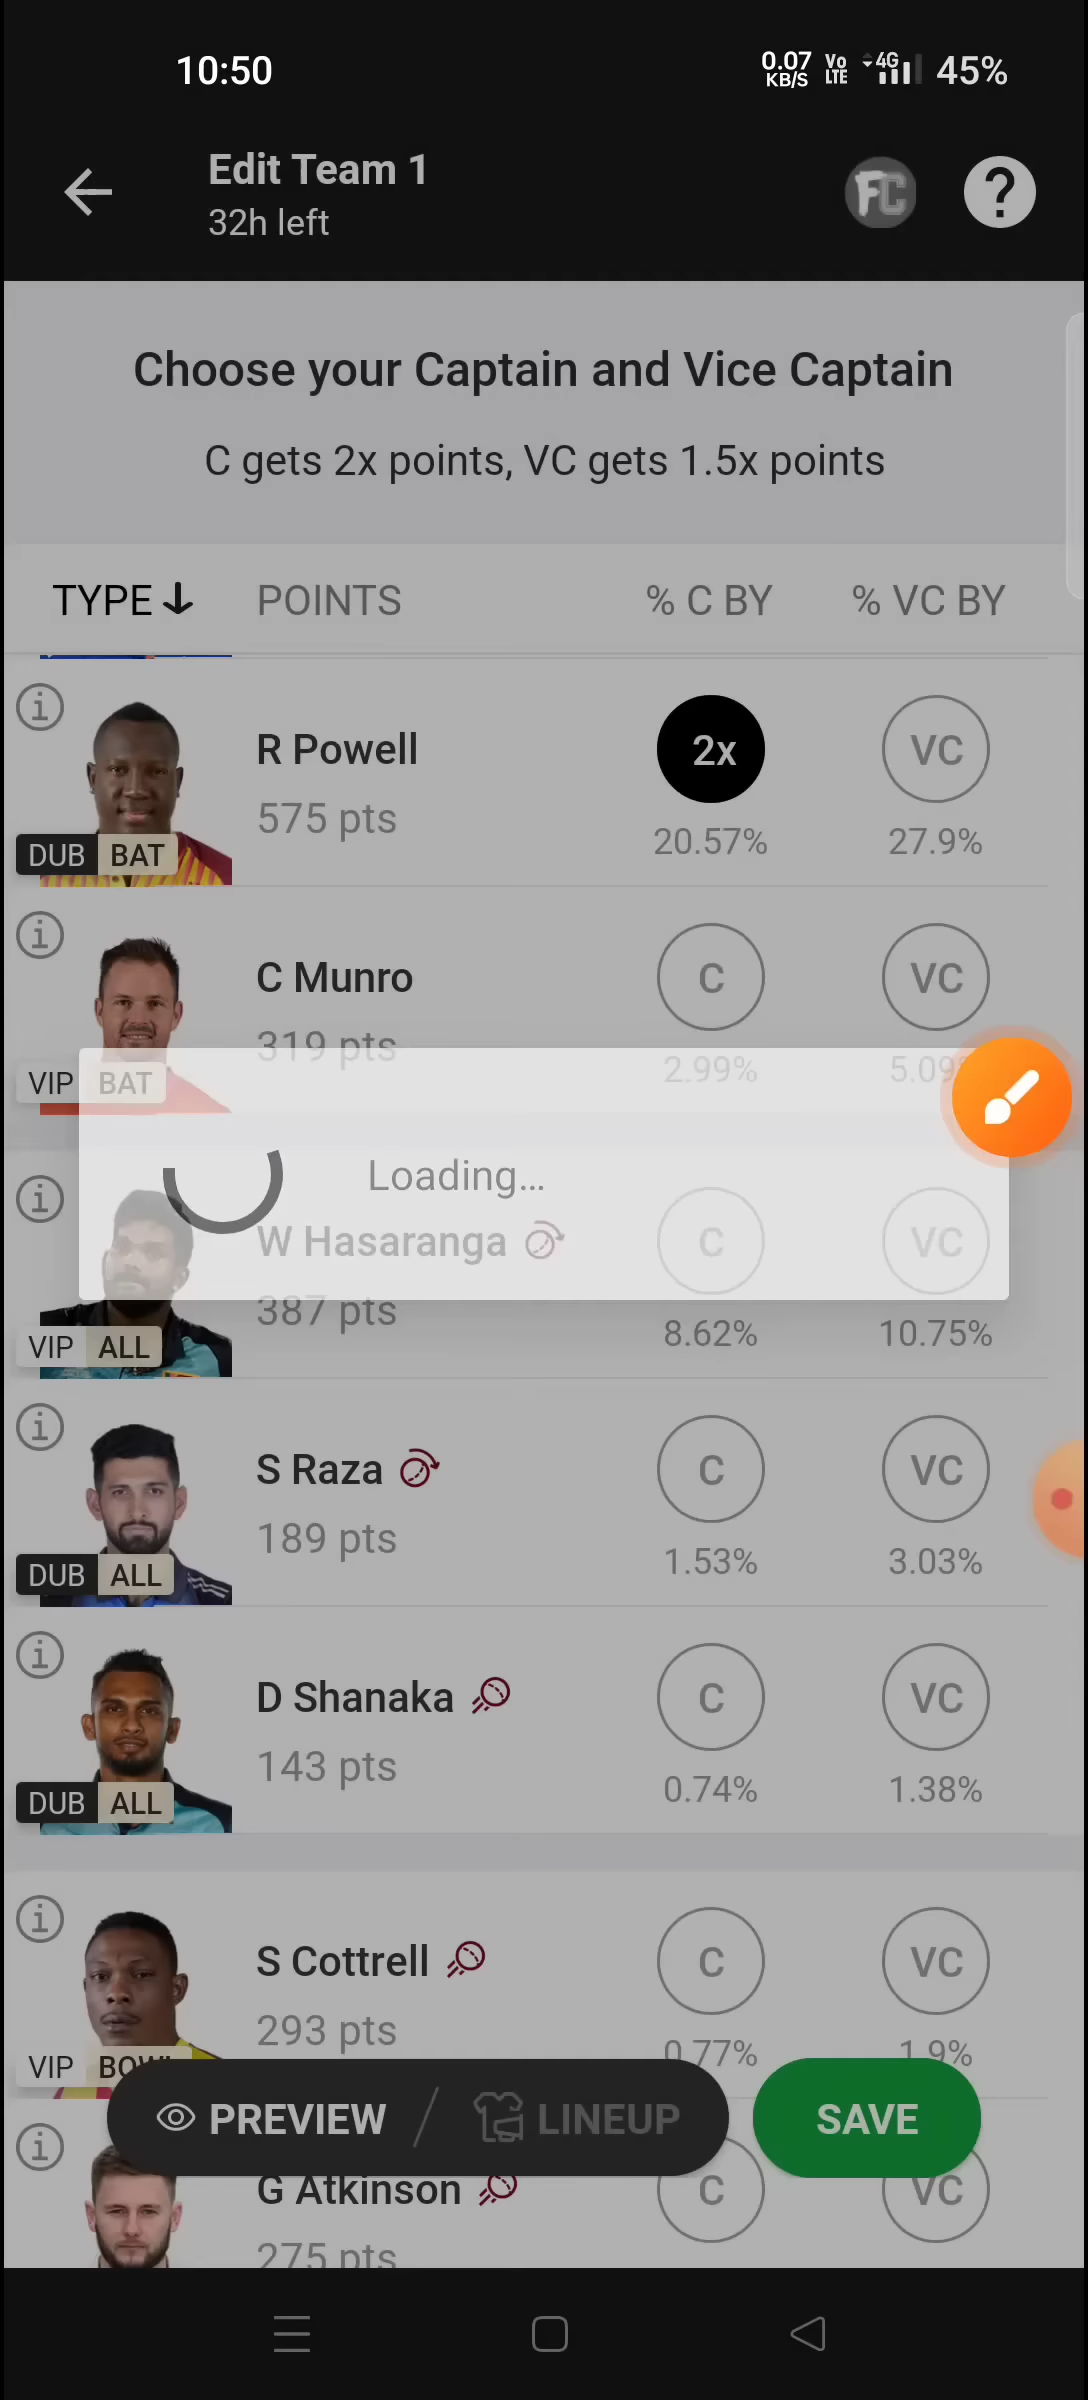 10:50
0.07 KB/S Vo LTE 4G 45%
Edit Team 1
32h left
FC
?
Choose your Captain and Vice Captain
C gets 2x points, VC gets 1.5x points
TYPE POINTS % C BY % VC BY
R Powell
2x VC
575 pts
20.57% 27.9%
DUB BAT
C Munro
C VC
319 pts
2.99% 5.09
VIP BAT
Loading...
W Hasaranga
C VC
387 pts
8.62% 10.75%
VIP ALL
S Raza
C VC
189 pts
1.53% 3.03%
DUB ALL
D Shanaka
C VC
143 pts
0.74% 1.38%
DUB ALL
S Cottrell
C VC
293 pts
0.77% 1.9%
VIP BOWL
PREVIEW LINEUP SAVE
G Atkinson
C VC
275 pts